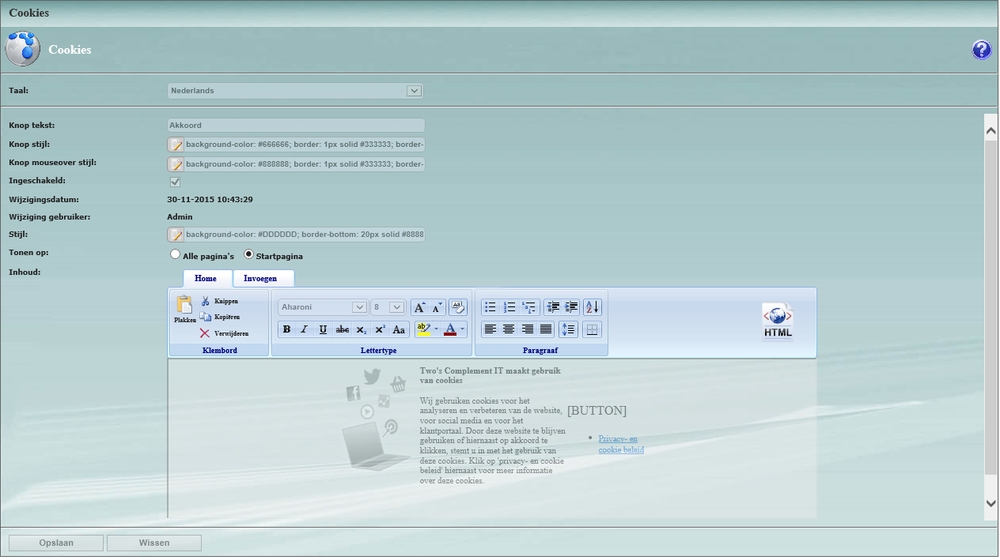 Cookies
Cookies
?
Taal:
Nederlands
Knop tekst:
Akkoord
Knop stijl:
background-color: #666666; border: 1px solid #333333; border-
Knop mouseover stijl:
background-color: #888888; border: 1px solid #333333; border-
Ingeschakeld:
Wijzigingsdatum:
30-11-2015 10:43:29
Wijziging gebruiker:
Admin
Stijl:
background-color: #DDDDDD; border-bottom: 20px solid #8888
Tonen op:
Alle pagina's
Startpagina
Inhoud:
Home
Invoegen
Plakken
Knippen
Kopiëren
Verwijderen
Klembord
Aharoni
8
B I U abc X₂ X² Aa
Lettertype
Paragraaf
HTML
Two's Complement IT maakt gebruik
van cookies
Wij gebruiken cookies voor het
analyseren en verbeteren van de website,
voor social media en voor het
klantportaal. Door deze website te blijven
gebruiken of hiernaast op akkoord te
klikken, stemt u in met het gebruik van
deze cookies. Klik op 'privacy- en cookie
beleid' hiernaast voor meer informatie
over deze cookies.
[BUTTON]
Privacy- en
cookie beleid
Opslaan
Wissen